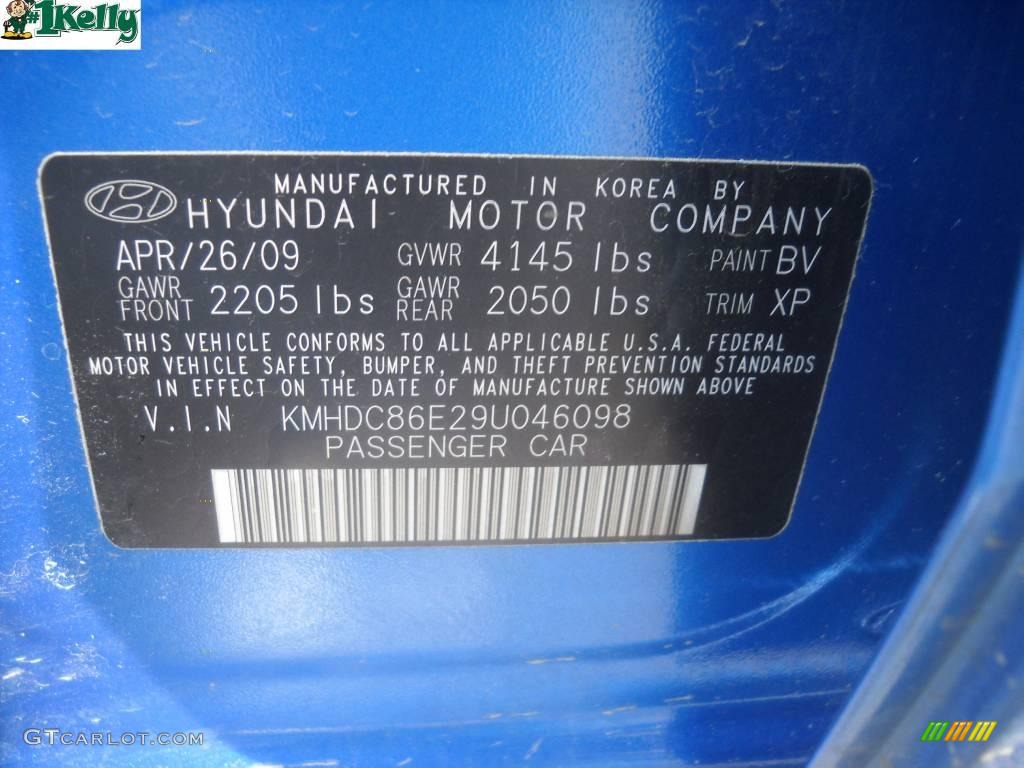 #1Kelly
MANUFACTURED IN KOREA BY
HYUNDAI MOTOR COMPANY
APR/26/09 GVWR 4145 lbs PAINT BV
GAWR FRONT 2205 lbs GAWR REAR 2050 lbs TRIM XP
THIS VEHICLE CONFORMS TO ALL APPLICABLE U.S.A. FEDERAL
MOTOR VEHICLE SAFETY, BUMPER, AND THEFT PREVENTION STANDARDS
IN EFFECT ON THE DATE OF MANUFACTURE SHOWN ABOVE
V.I.N KMHDC86E29U046098
PASSENGER CAR
GTCARLOT.COM